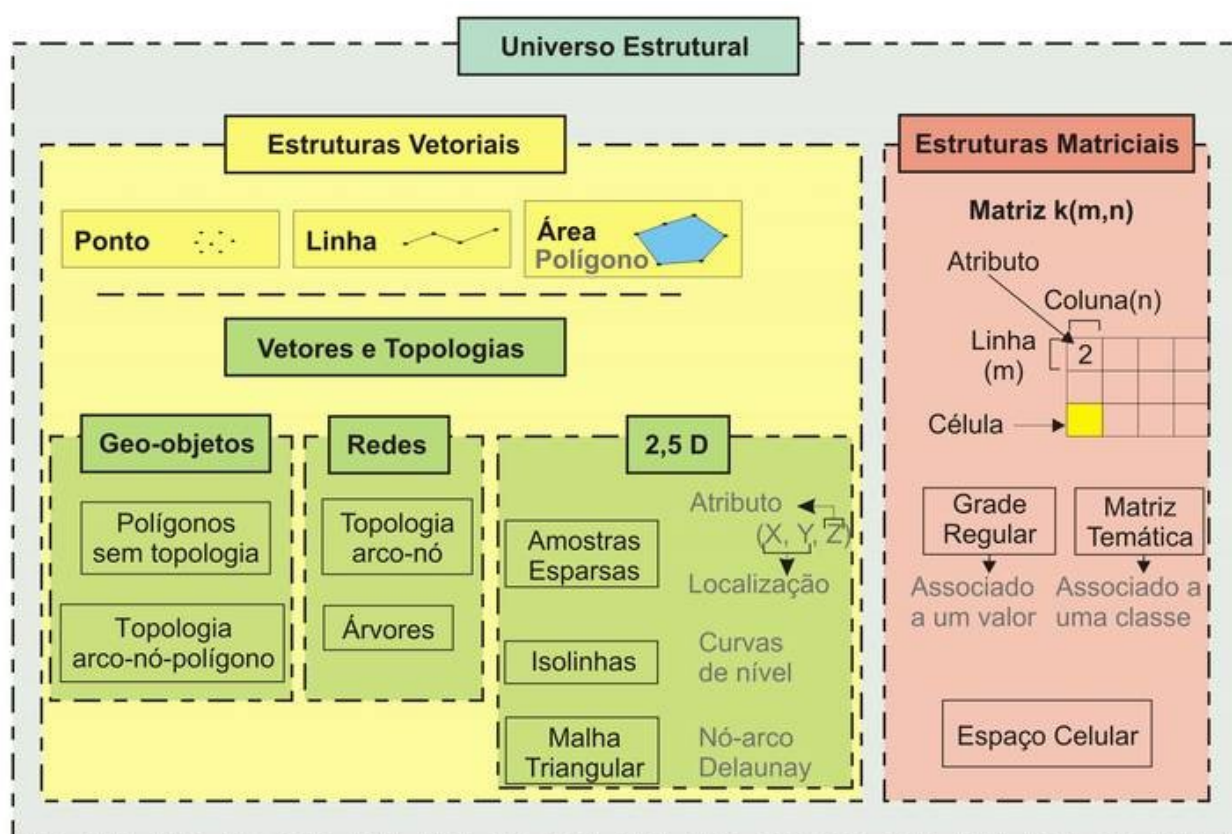 Universo Estrutural
Estruturas Vetoriais
Ponto
Linha
Área
Polígono
Vetores e Topologias
Geo-objetos
Polígonos
sem topologia
Topologia
arco-nó-polígono
Redes
Topologia
arco-nó
Árvores
2,5 D
Amostras
Esparsas
Atributo
(X, Y, Z)
Localização
Isolinhas
Curvas
de nível
Malha
Triangular
Nó-arco
Delaunay
Estruturas Matriciais
Matriz k(m,n)
Atributo
Coluna(n)
Linha
(m)
2
Célula
Grade
Regular
Associado
a um valor
Matriz
Temática
Associado a
uma classe
Espaço Celular